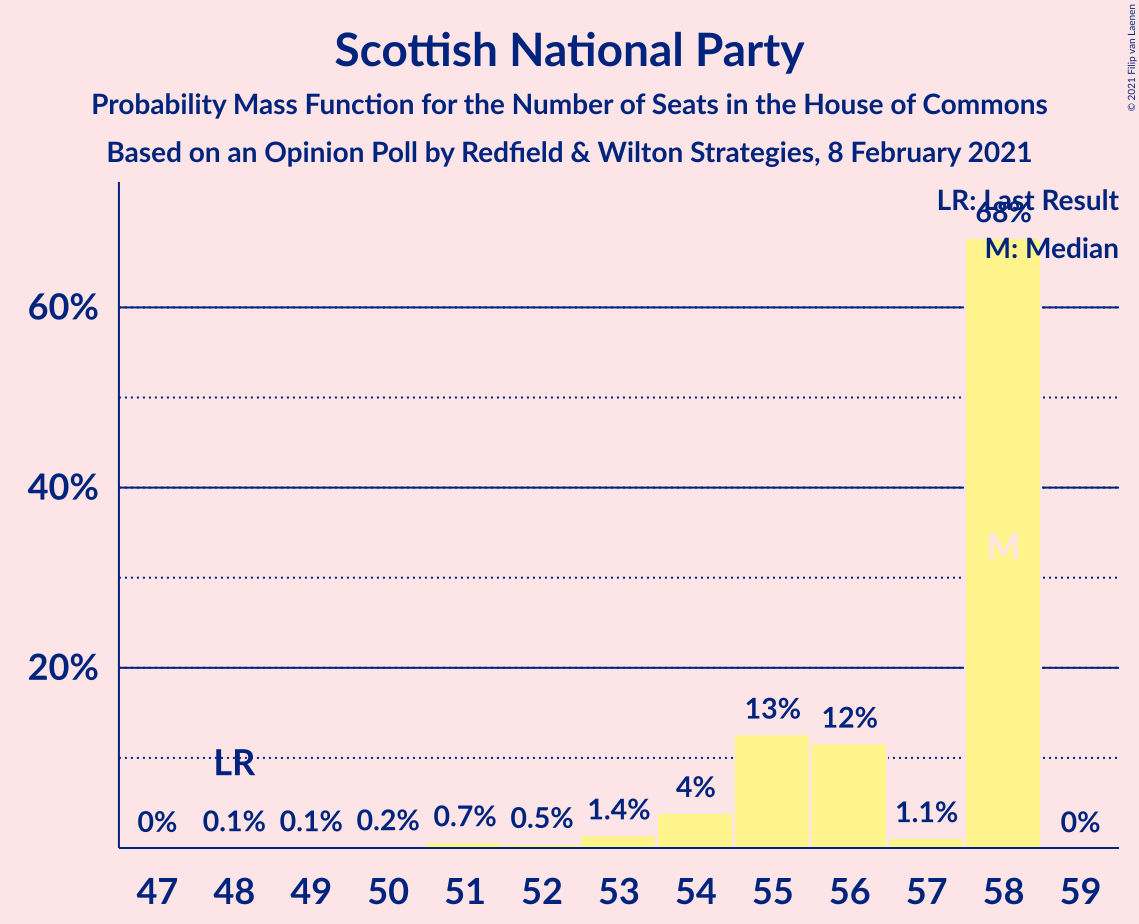 Scottish National Party
Probability Mass Function for the Number of Seats in the House of Commons
Based on an Opinion Poll by Redfield & Wilton Strategies, 8 February 2021
© 2021 Filip van Laenen
LR: Last Result
68%
M: Median
60%
40%
M
20%
13%
12%
LR
4%
0% 0.1% 0.1% 0.2% 0.7% 0.5% 1.4% 1.1% 0%
47 48 49 50 51 52 53 54 55 56 57 58 59